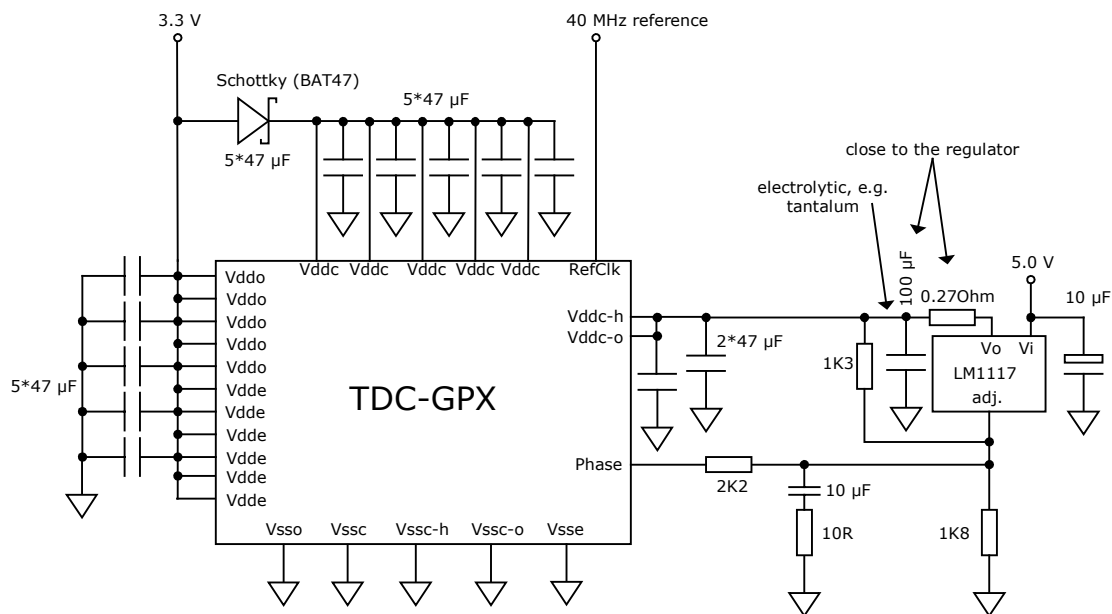 3.3 V
40 MHz reference
Schottky (BAT47)
5*47 µF
5*47 µF
close to the regulator
electrolytic, e.g.
tantalum
100 µF
5.0 V
0.27Ohm
10 µF
Vddc
Vddc
Vddc
Vddc
Vddc
RefClk
Vddo
Vddo
Vddo
Vddo
Vddo
Vdde
Vdde
Vdde
Vdde
Vdde
Vdde
5*47 µF
TDC-GPX
Vddc-h
Vddc-o
2*47 µF
1K3
Vo
Vi
LM1117
adj.
Phase
2K2
10 µF
10R
1K8
Vsso
Vssc
Vssc-h
Vssc-o
Vsse